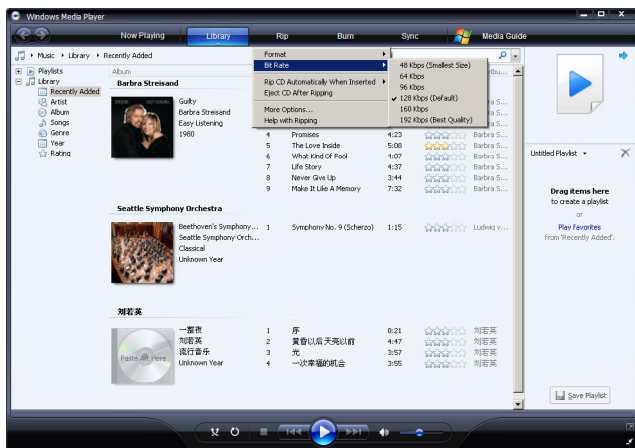 Windows Media Player
Now Playing Library Rip Burn Sync Media Guide
Music Library Recently Added
Format
Bit Rate
Rip CD Automatically When Inserted
Eject CD After Ripping
More Options...
Help with Ripping
48 Kbps (Smallest Size)
64 Kbps
96 Kbps
128 Kbps (Default)
160 Kbps
192 Kbps (Best Quality)
Playlists
Library
Recently Added
Artist
Album
Songs
Genre
Year
Rating
Album
Barbra Streisand
Guilty
Barbra Streisand
Easy Listening
1980
4 Promises 4:23 Barbra S...
5 The Love Inside 5:08 Barbra S...
6 What Kind Of Fool 4:07 Barbra S...
7 Life Story 4:37 Barbra S...
8 Never Give Up 3:44 Barbra S...
9 Make It Like A Memory 7:32 Barbra S...
Seattle Symphony Orchestra
Beethoven's Symphony... 1 Symphony No. 9 (Scherzo) 1:15 Ludwig v...
Seattle Symphony Orch...
Classical
Unknown Year
刘若英
一整夜 1 序 0:21 刘若英
刘若英 2 黄昏以后天亮以前 4:47 刘若英
流行音乐 3 光 3:57 刘若英
Unknown Year 4 一次幸福的机会 3:55 刘若英
Paste Art Here
Untitled Playlist
Drag items here
to create a playlist
or
Play Favorites
from 'Recently Added'.
Save Playlist